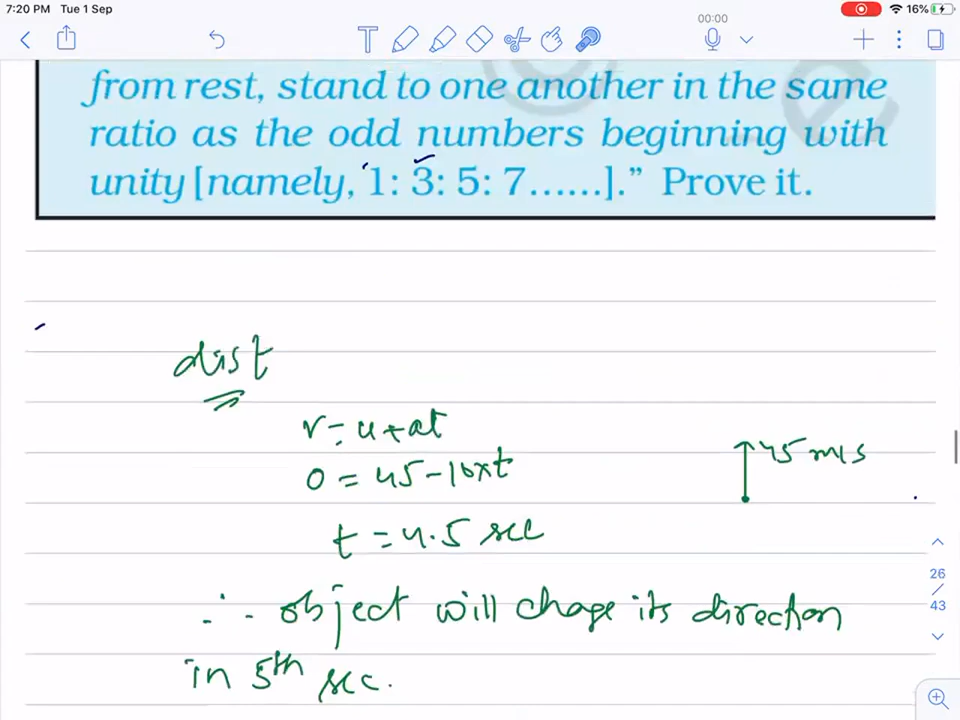 7:20 PM Tue 1 Sep
16%
00:00
from rest, stand to one another in the same
ratio as the odd numbers beginning with
unity [namely, 1: 3: 5: 7......].” Prove it.
dist
v = u + at
45 m/s
0 = 45 - 10 x t
t = 4.5 sec
∴ object will chage its direction
in 5th sec.
26
/
43